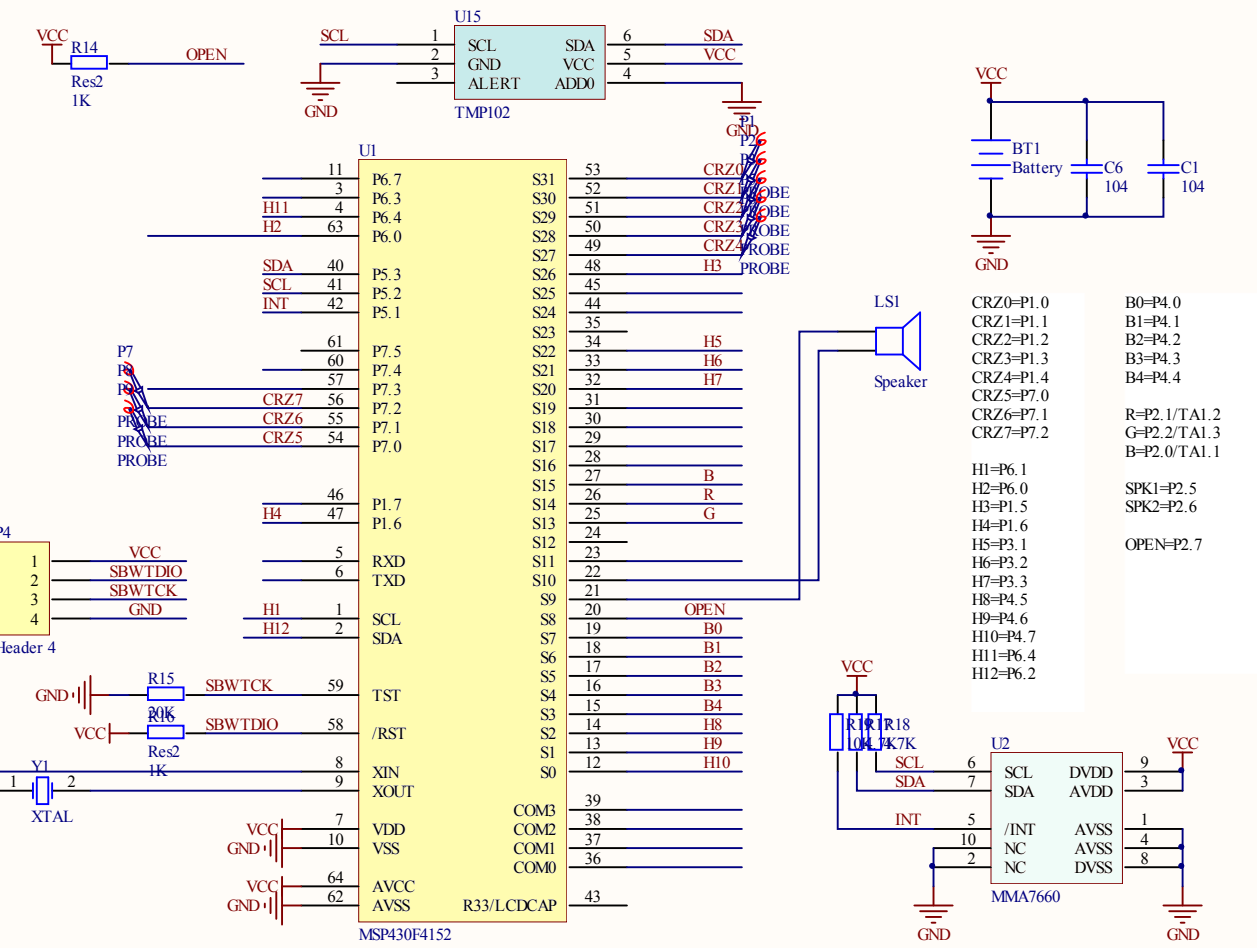 VCC
R14
OPEN
Res2
1K
U15
SCL 1 SCL SDA 6 SDA
2 GND VCC 5 VCC
3 ALERT ADD0 4
GND
TMP102
GND
P1
P2
CRZ0
CRZ1
CRZ2
CRZ3
CRZ4
PROBE
VCC
BT1
Battery
C6
104
C1
104
GND
U1
11 P6.7 S31 53
3 P6.3 S30 52
H11 4 P6.4 S29 51
H2 63 P6.0 S28 50
S27 49
SDA 40 P5.3 S26 48 H3
SCL 41 P5.2 S25 45
INT 42 P5.1 S24 44
S23 35
61 P7.5 S22 34 H5
60 P7.4 S21 33 H6
57 P7.3 S20 32 H7
CRZ7 56 P7.2 S19 31
CRZ6 55 P7.1 S18 30
CRZ5 54 P7.0 S17 29
S16 28
S15 27 B
46 P1.7 S14 26 R
H4 47 P1.6 S13 25 G
S12 24
5 RXD S11 23
6 TXD S10 22
S9 21
H1 1 SCL S8 20 OPEN
H12 2 SDA S7 19 B0
S6 18 B1
S5 17 B2
59 TST S4 16 B3
S3 15 B4
58 /RST S2 14 H8
S1 13 H9
8 XIN S0 12 H10
9 XOUT
COM3 39
VCC 7 VDD COM2 38
GND 10 VSS COM1 37
COM0 36
VCC 64 AVCC
GND 62 AVSS R33/LCDCAP 43
MSP430F4152
P7
PROBE
PROBE
PROBE
P4
1 VCC
2 SBWTDIO
3 SBWTCK
4 GND
Header 4
GND
R15
SBWTCK
20K
R16
VCC
SBWTDIO
Res2
1K
Y1
1 2
XTAL
LS1
Speaker
CRZ0=P1.0
CRZ1=P1.1
CRZ2=P1.2
CRZ3=P1.3
CRZ4=P1.4
CRZ5=P7.0
CRZ6=P7.1
CRZ7=P7.2
H1=P6.1
H2=P6.0
H3=P1.5
H4=P1.6
H5=P3.1
H6=P3.2
H7=P3.3
H8=P4.5
H9=P4.6
H10=P4.7
H11=P6.4
H12=P6.2
B0=P4.0
B1=P4.1
B2=P4.2
B3=P4.3
B4=P4.4
R=P2.1/TA1.2
G=P2.2/TA1.3
B=P2.0/TA1.1
SPK1=P2.5
SPK2=P2.6
OPEN=P2.7
VCC
R18
U2
SCL 6 SCL DVDD 9 VCC
SDA 7 SDA AVDD 3
INT 5 /INT AVSS 1
10 NC AVSS 4
2 NC DVSS 8
MMA7660
GND
GND